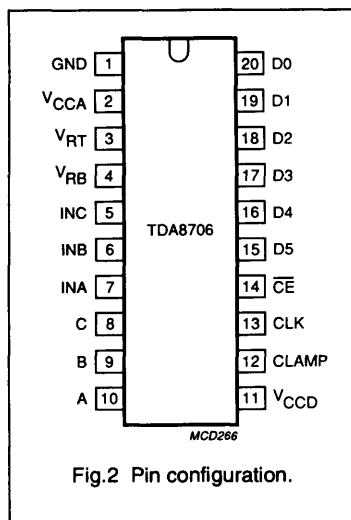 GND 1 20 D0
VCCA 2 19 D1
VRT 3 18 D2
VRB 4 17 D3
INC 5 16 D4
INB 6 TDA8706 15 D5
INA 7 14 C̅E̅
C 8 13 CLK
B 9 12 CLAMP
A 10 11 VCCD
MCD266
Fig.2 Pin configuration.